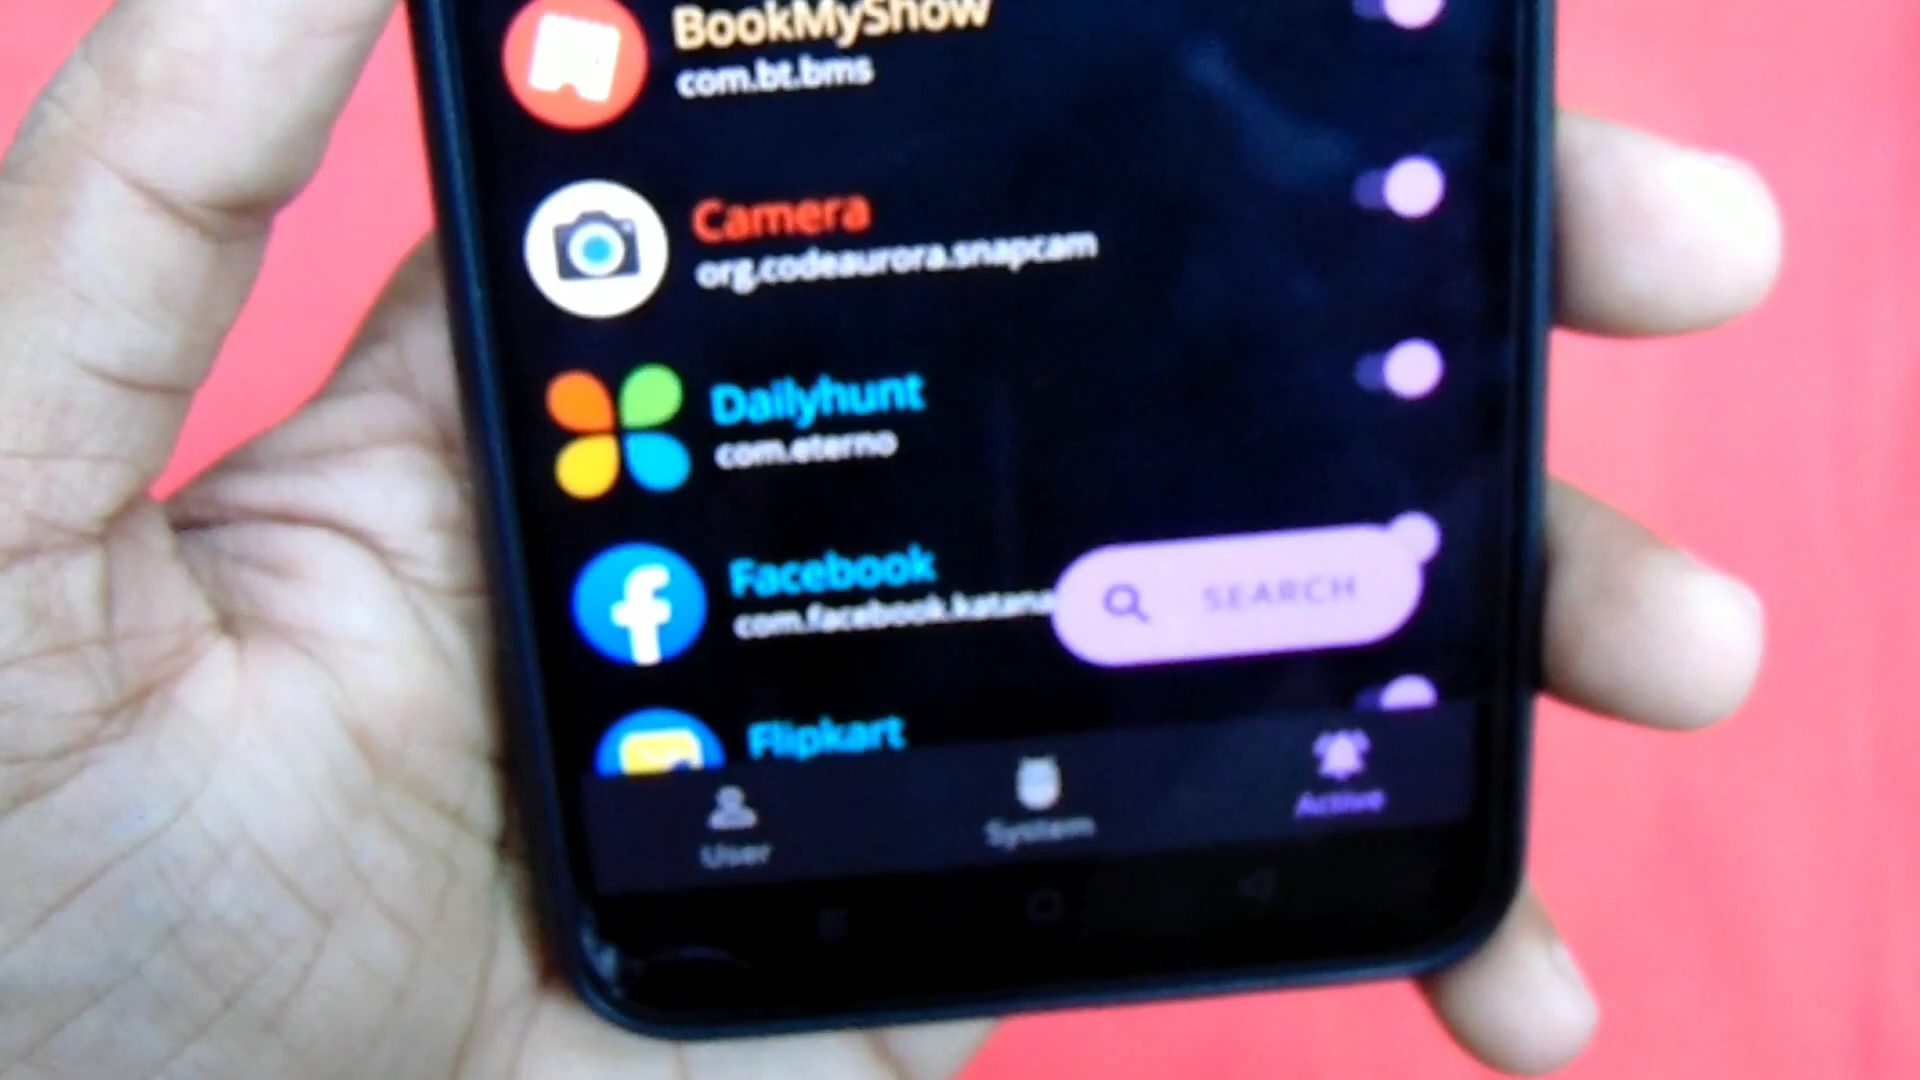 BookMyShow
com.bt.bms
Camera
org.codeaurora.snapcam
Dailyhunt
com.eterno
Facebook
com.facebook.katana
SEARCH
Flipkart
User
System
Active